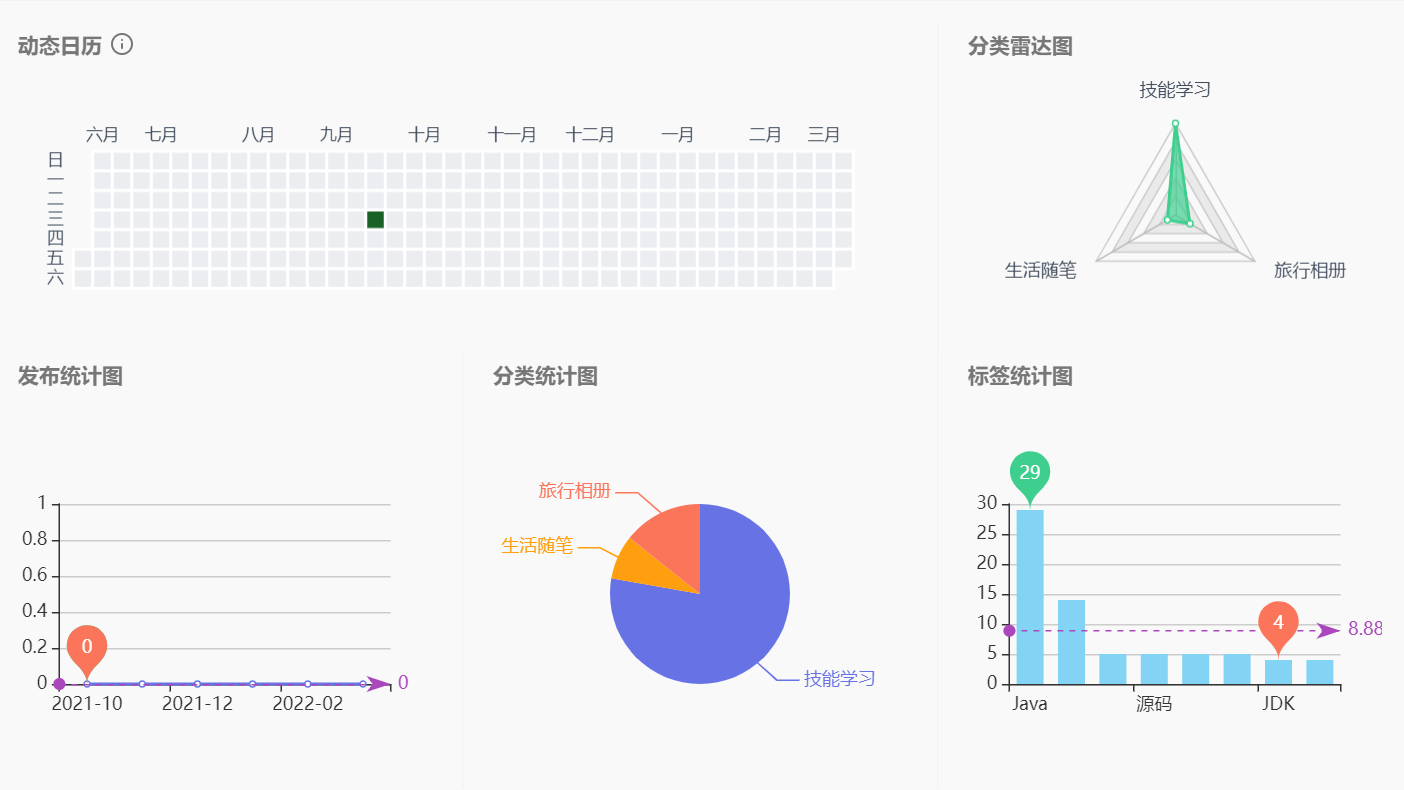 动态日历
六月 七月 八月 九月 十月 十一月 十二月 一月 二月 三月
日
一
二
三
四
五
六
分类雷达图
技能学习
生活随笔
旅行相册
发布统计图
1
0.8
0.6
0.4
0.2
0
0
0
2021-10 2021-12 2022-02
分类统计图
旅行相册
生活随笔
技能学习
标签统计图
29
30
25
20
15
10
5
0
4
8.88
Java 源码 JDK